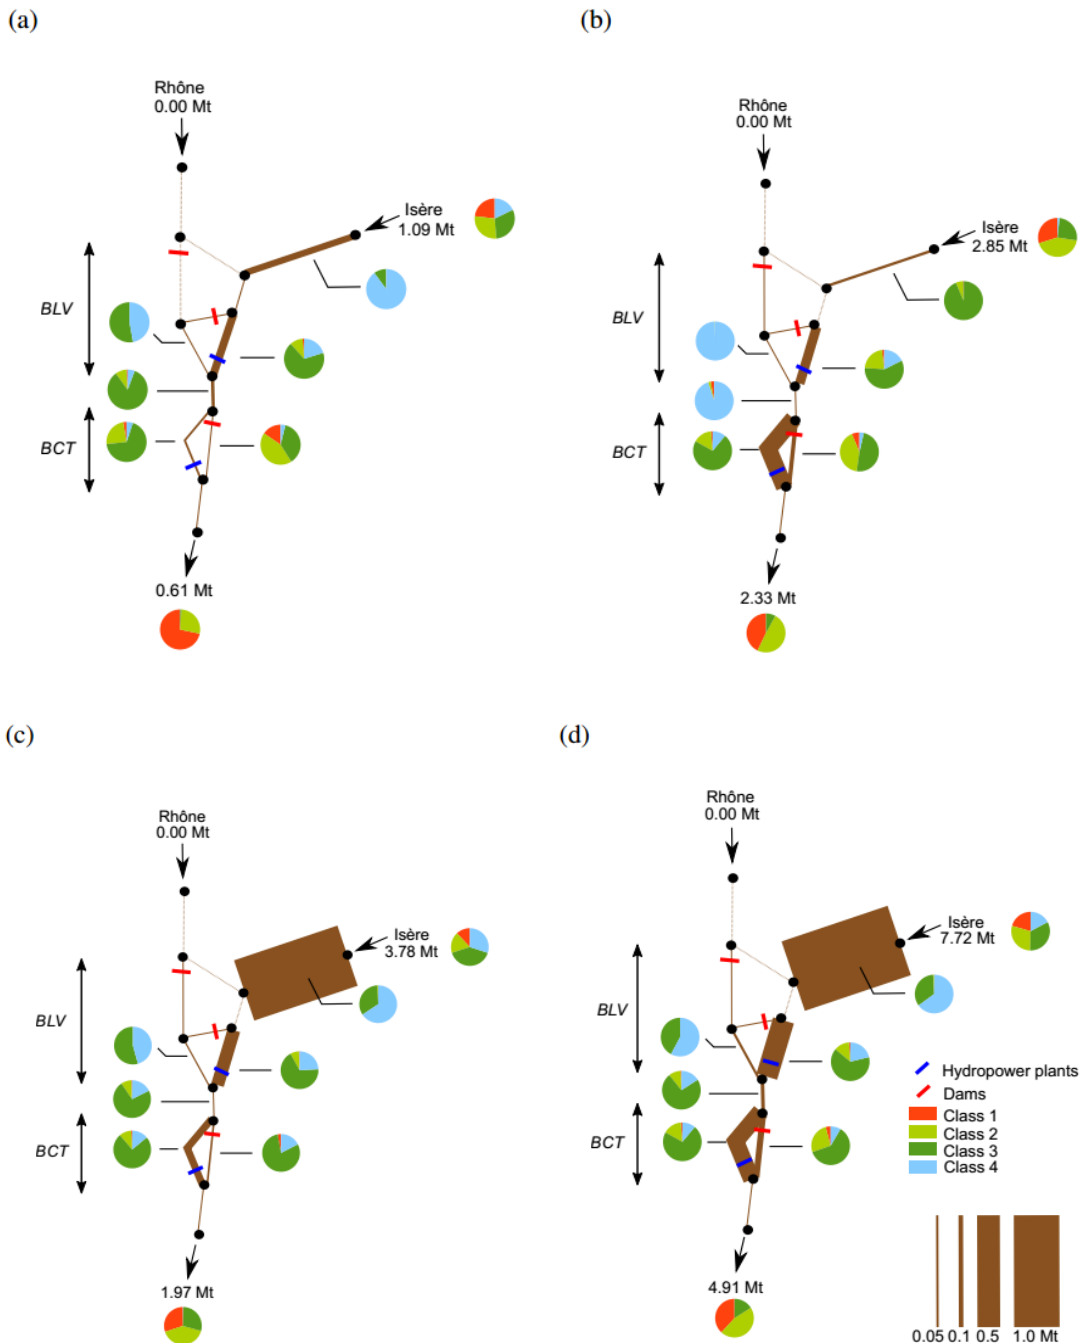 (a)
Rhône
0.00 Mt
Isère
1.09 Mt
BLV
BCT
0.61 Mt
(b)
Rhône
0.00 Mt
Isère
2.85 Mt
BLV
BCT
2.33 Mt
(c)
Rhône
0.00 Mt
Isère
3.78 Mt
BLV
BCT
1.97 Mt
(d)
Rhône
0.00 Mt
Isère
7.72 Mt
BLV
BCT
4.91 Mt
Hydropower plants
Dams
Class 1
Class 2
Class 3
Class 4
0.05 0.1 0.5 1.0 Mt